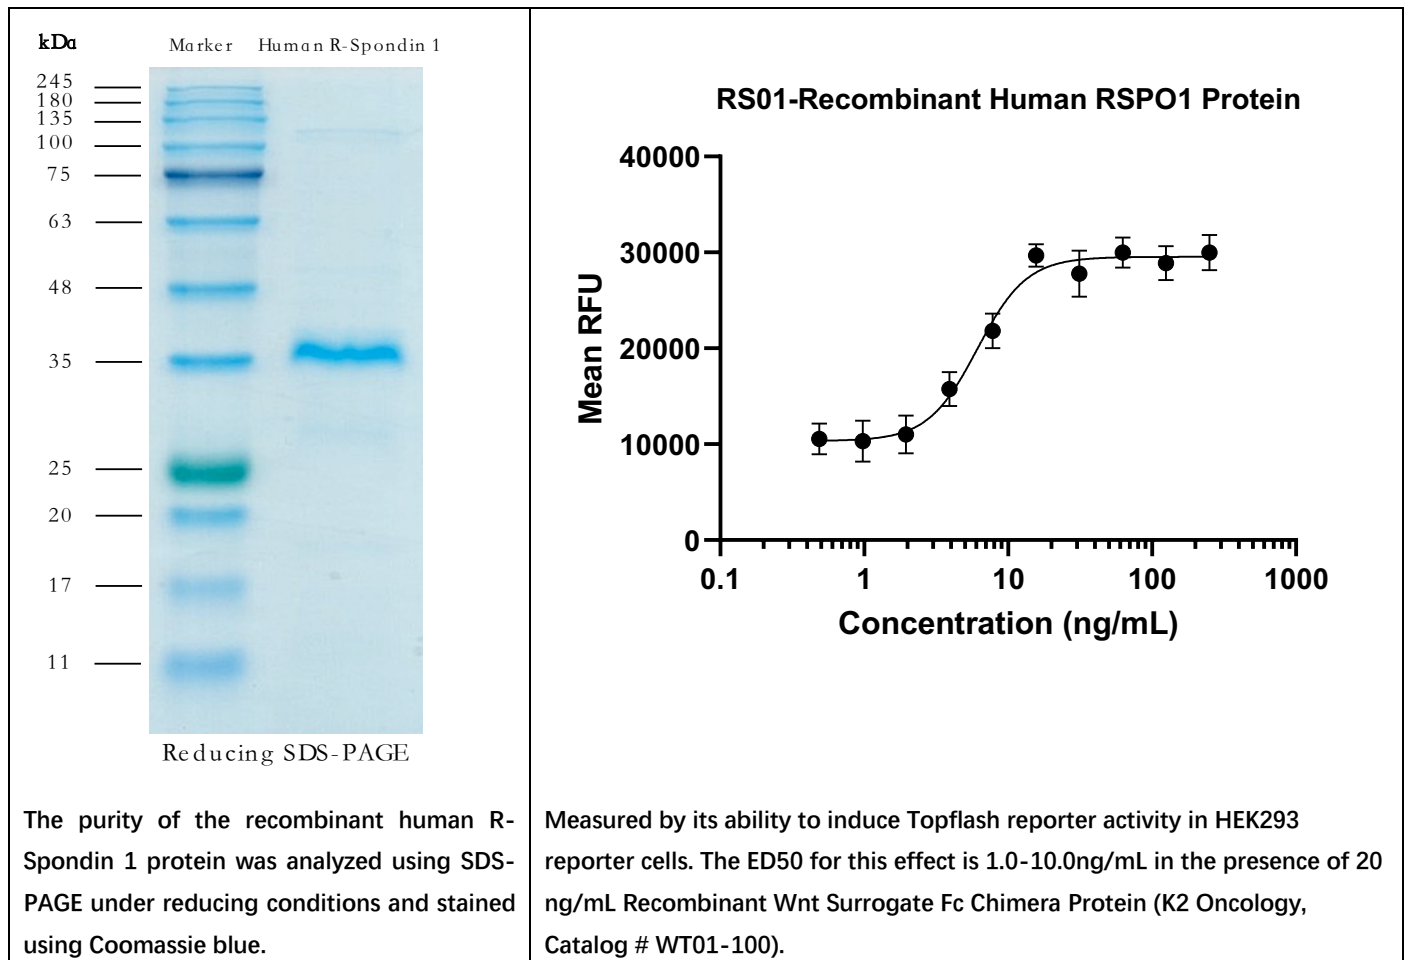 kDa
Marker Human R-Spondin 1
245
180
135
100
75
63
48
35
25
20
17
11
Reducing SDS-PAGE
The purity of the recombinant human R-
Spondin 1 protein was analyzed using SDS-
PAGE under reducing conditions and stained
using Coomassie blue.
RS01-Recombinant Human RSPO1 Protein
40000
30000
20000
10000
0
Mean RFU
0.1 1 10 100 1000
Concentration (ng/mL)
Measured by its ability to induce Topflash reporter activity in HEK293
reporter cells. The ED50 for this effect is 1.0-10.0ng/mL in the presence of 20
ng/mL Recombinant Wnt Surrogate Fc Chimera Protein (K2 Oncology,
Catalog # WT01-100).